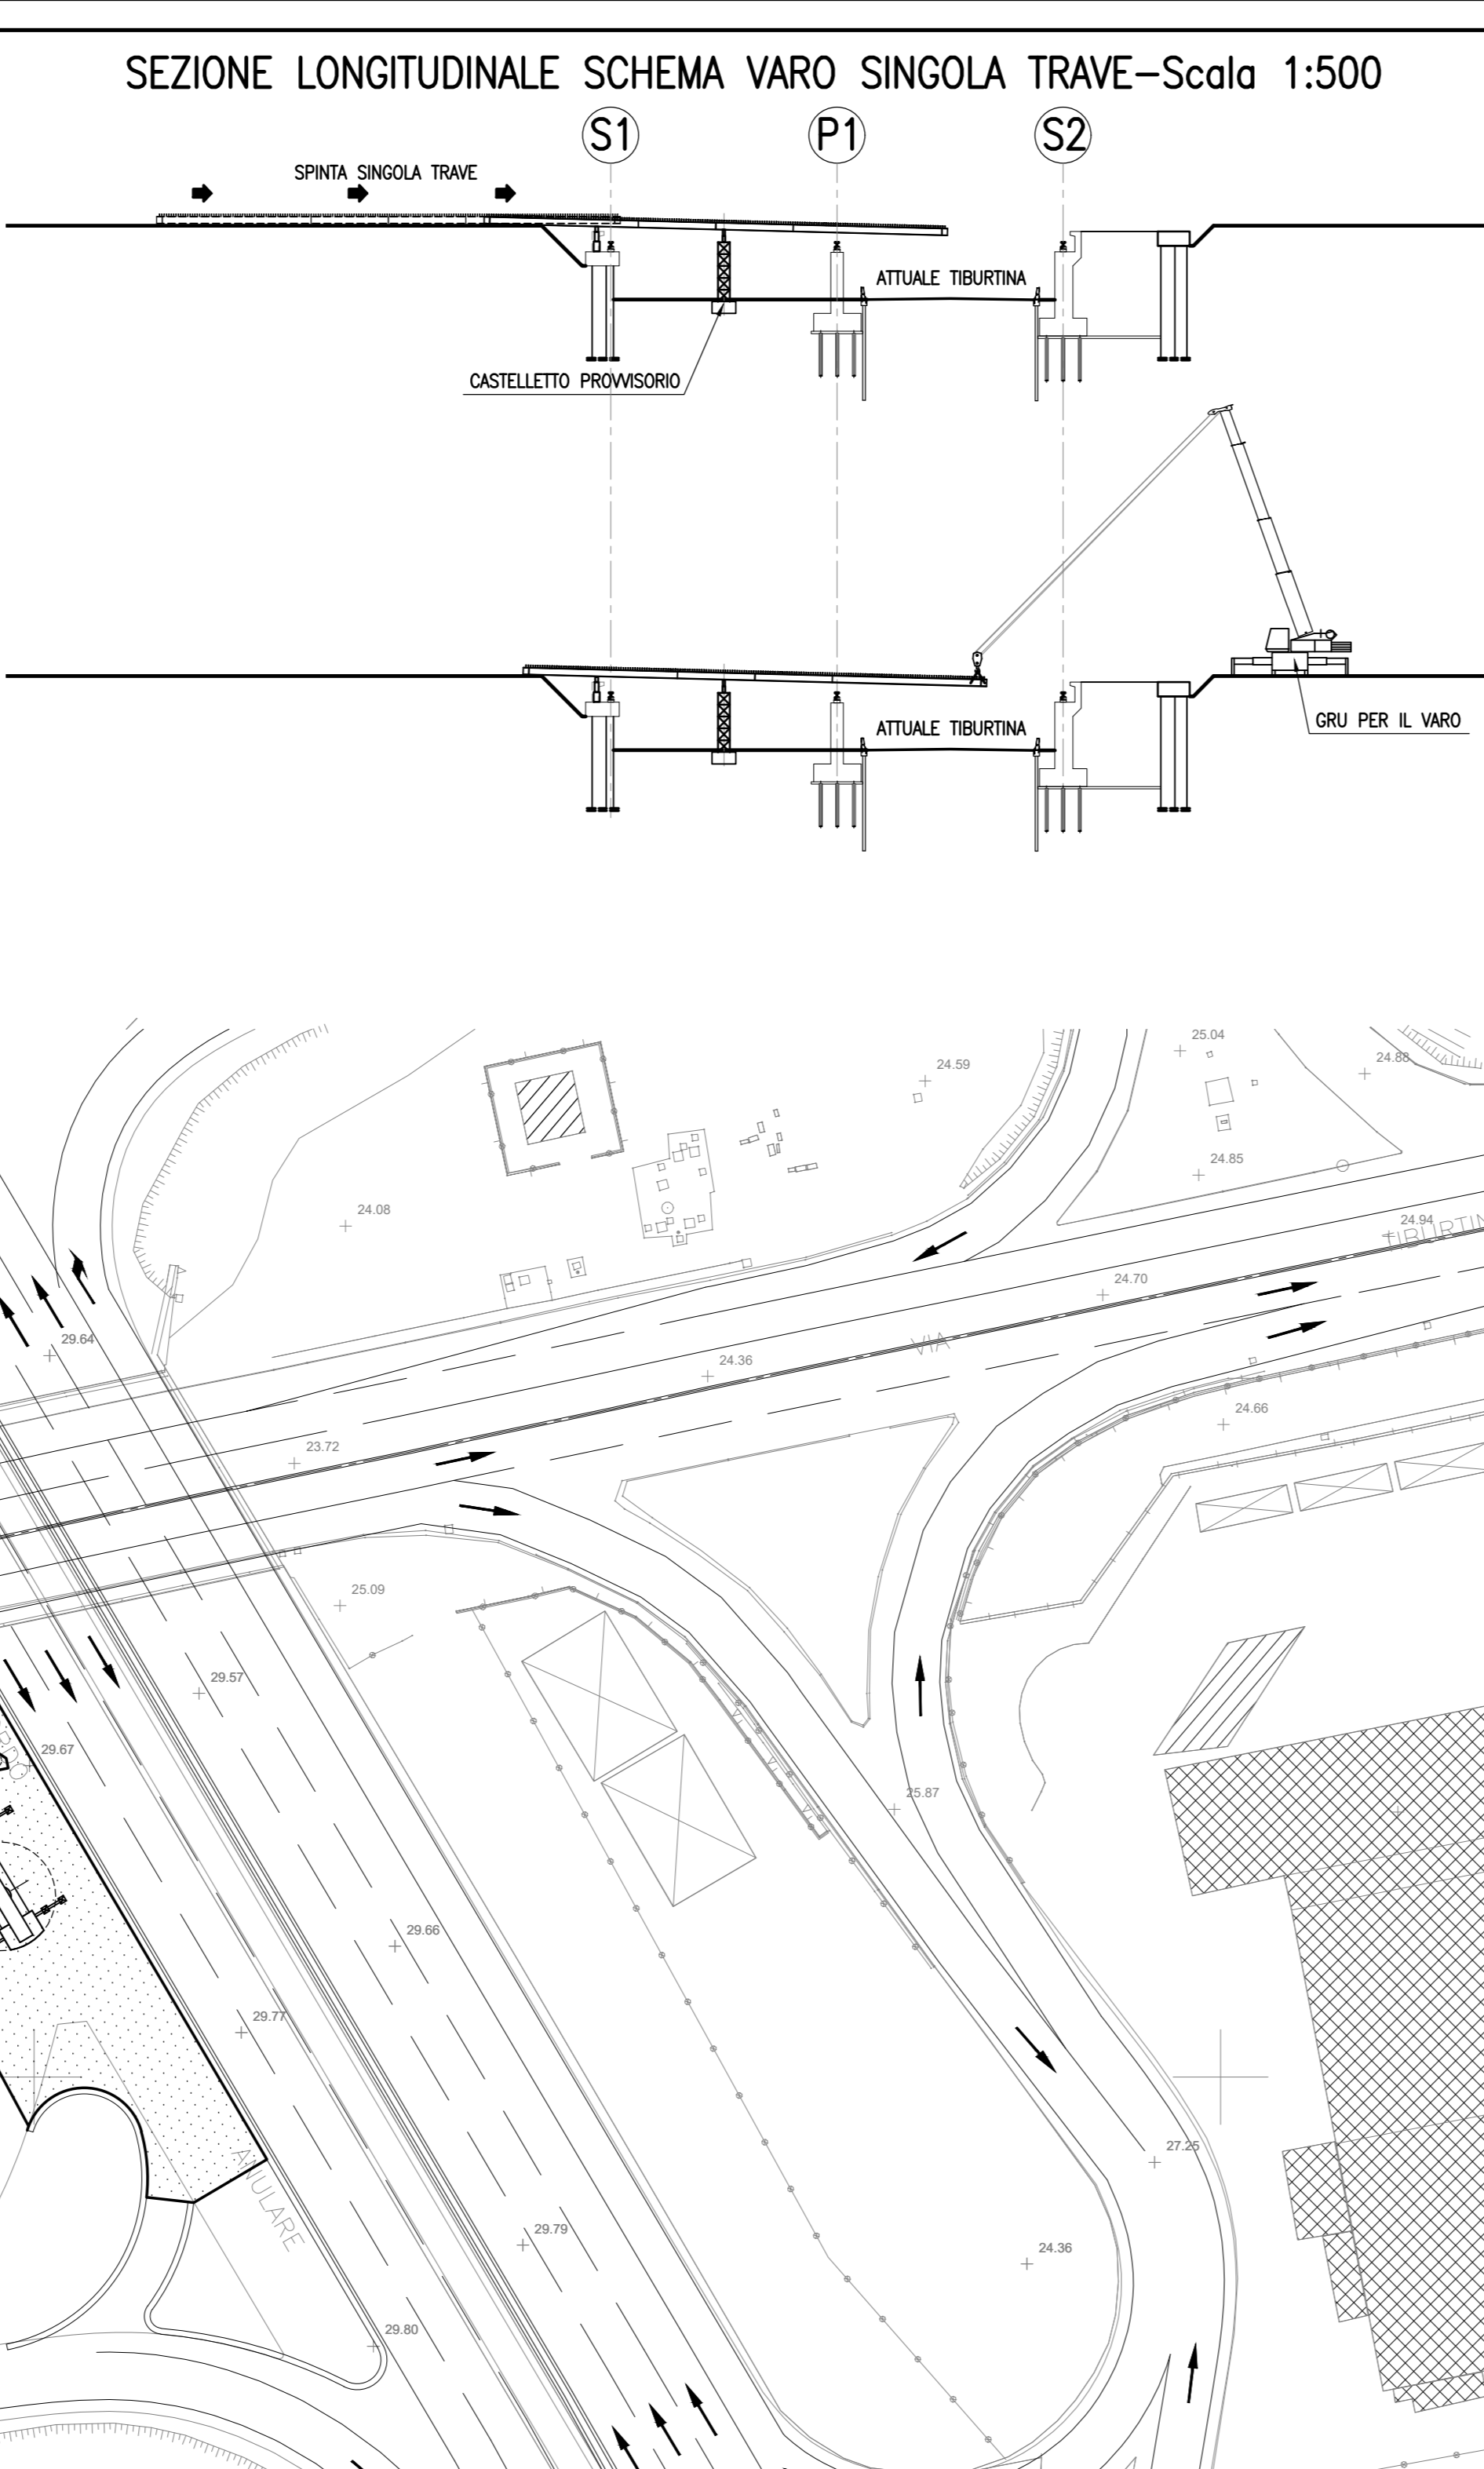 SEZIONE LONGITUDINALE SCHEMA VARO SINGOLA TRAVE-Scala 1:500
S1
P1
S2
SPINTA SINGOLA TRAVE
ATTUALE TIBURTINA
CASTELLETTO PROVVISORIO
ATTUALE TIBURTINA
GRU PER IL VARO
25.04
24.59
24.88
24.85
24.08
24.94
TIBURTIN
24.70
29.64
VIA
24.36
24.66
23.72
25.09
29.57
29.67
25.87
29.66
29.77
27.25
ANULARE
29.79
24.36
29.80